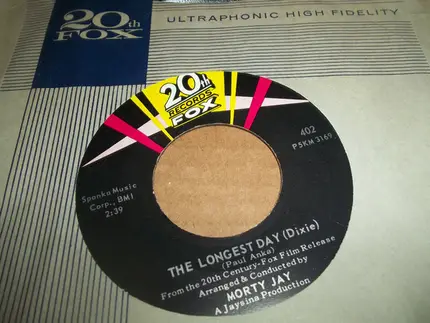 20th
FOX
ULTRAPHONIC HIGH FIDELITY
20th
RECORDS
FOX
402
P5KM 3169
Spanka Music
Corp., BMI
2:39
THE LONGEST DAY (Dixie)
(Paul Anka)
From the 20th Century-Fox Film Release
Arranged & Conducted by
MORTY JAY
A Jaysina Production